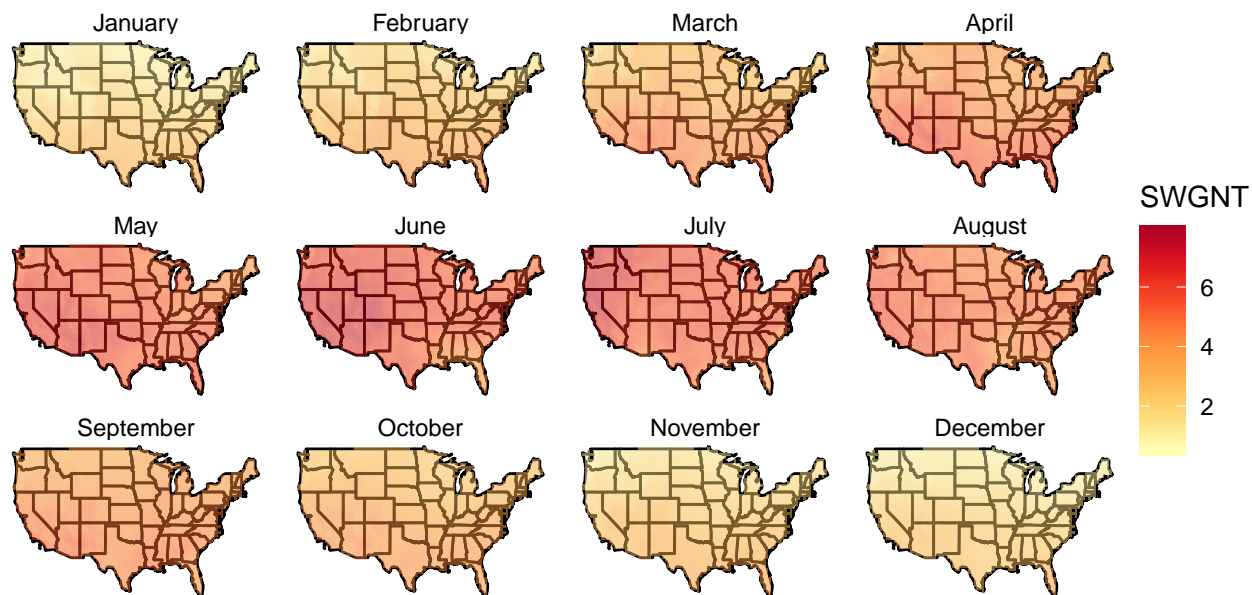 January
February
March
April
May
June
July
August
September
October
November
December
SWGNT
6
4
2